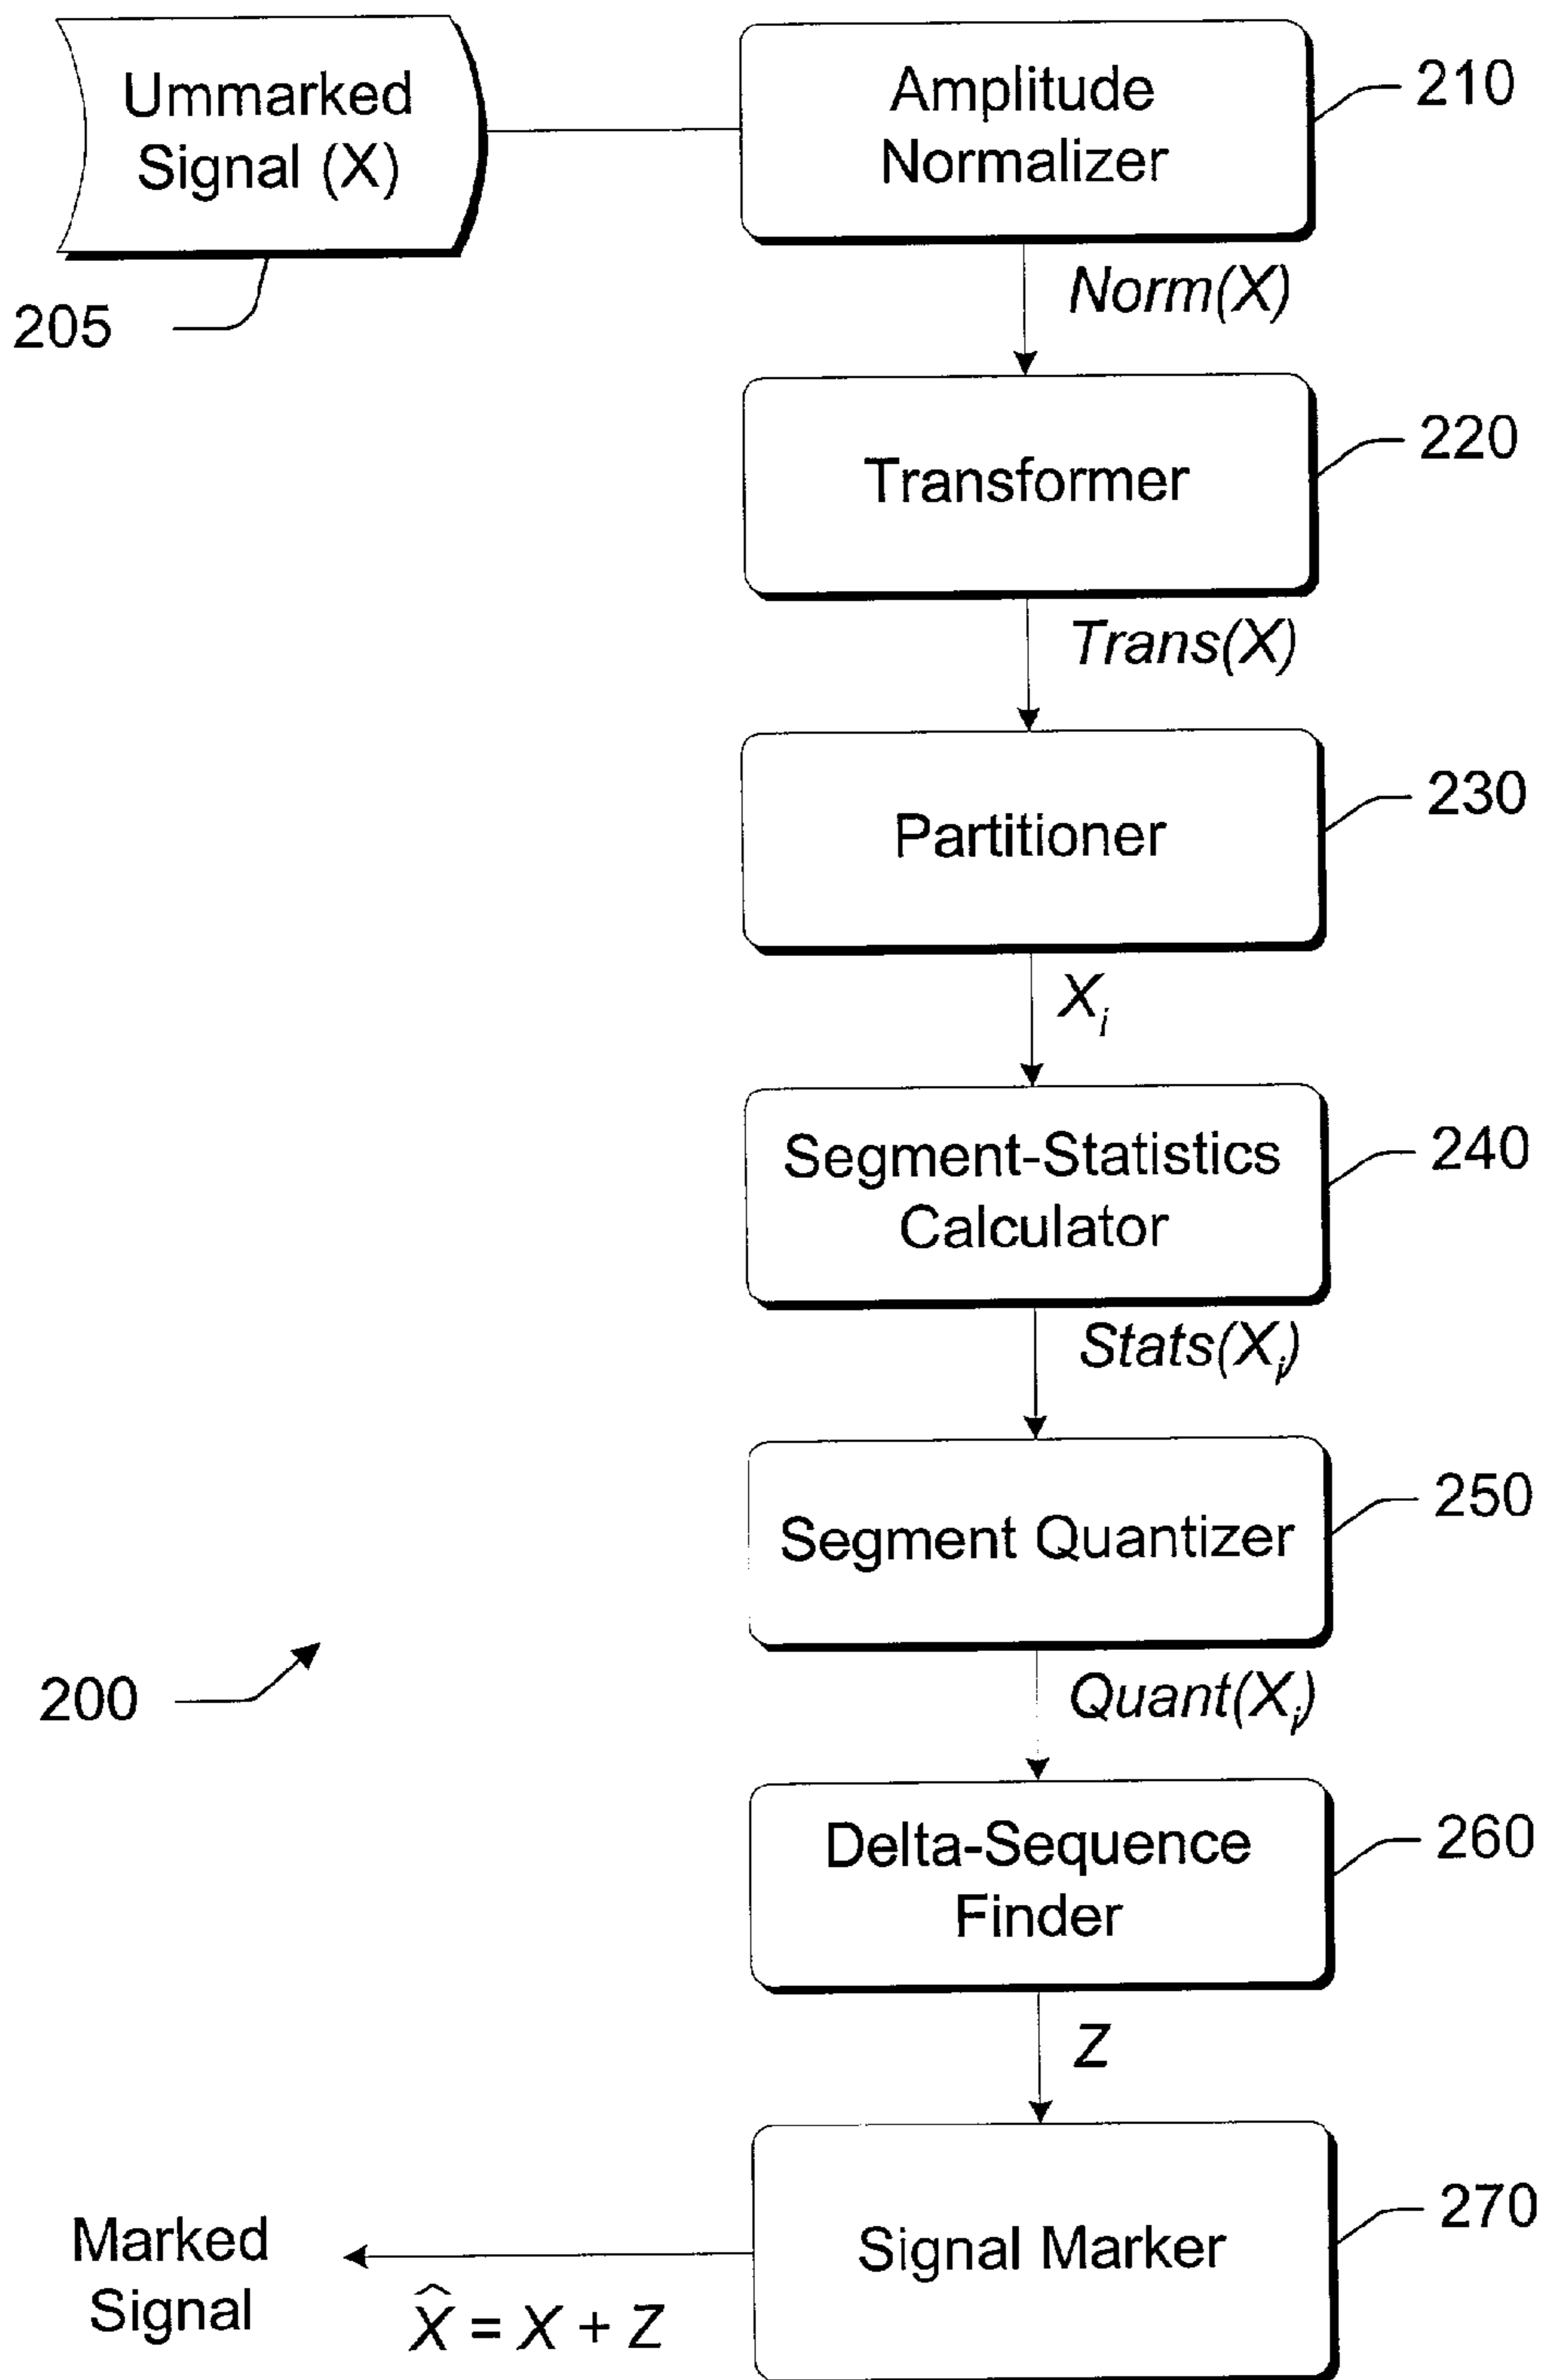 Ummarked
Signal (X)
205
Amplitude
Normalizer
210
Norm(X)
Transformer
220
Trans(X)
Partitioner
230
X_i
Segment-Statistics
Calculator
240
Stats(X_i)
Segment Quantizer
250
Quant(X_i)
200
Delta-Sequence
Finder
260
Z
Signal Marker
270
Marked
Signal
X̂ = X + Z